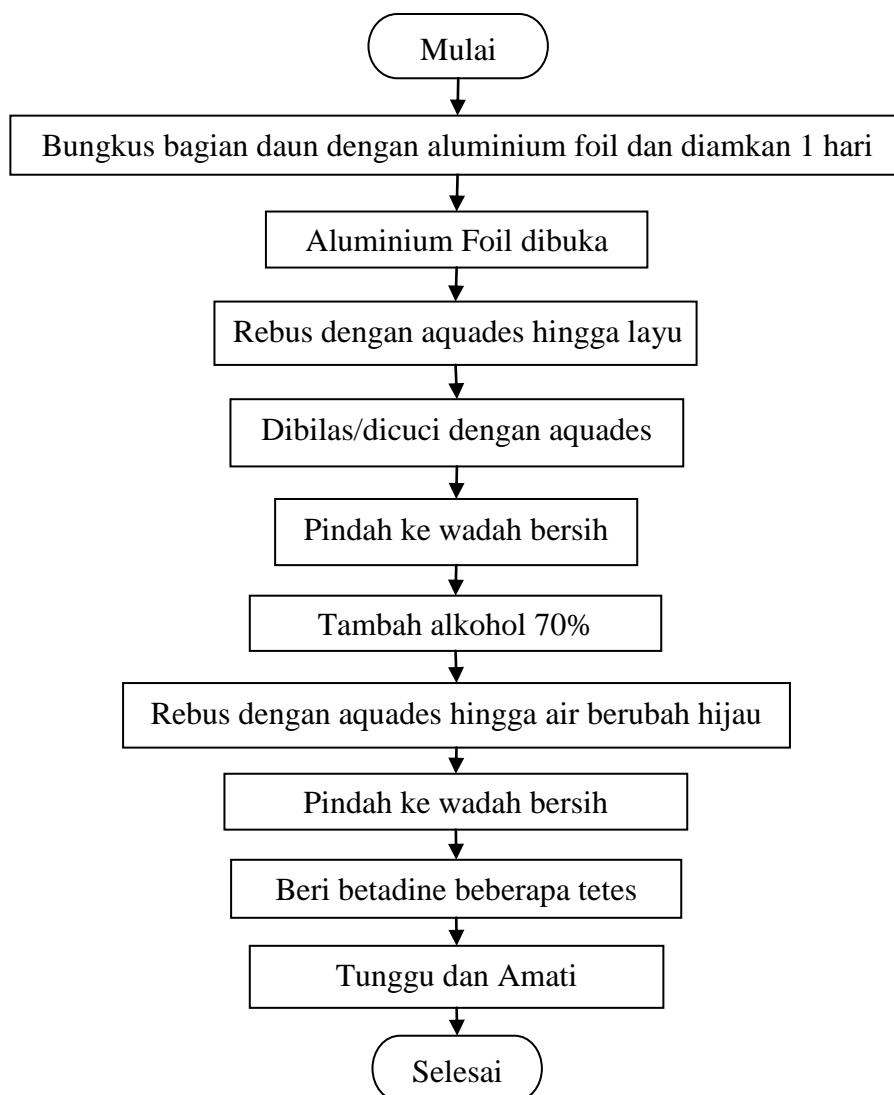 Mulai
Bungkus bagian daun dengan aluminium foil dan diamkan 1 hari
Aluminium Foil dibuka
Rebus dengan aquades hingga layu
Dibilas/dicuci dengan aquades
Pindah ke wadah bersih
Tambah alkohol 70%
Rebus dengan aquades hingga air berubah hijau
Pindah ke wadah bersih
Beri betadine beberapa tetes
Tunggu dan Amati
Selesai